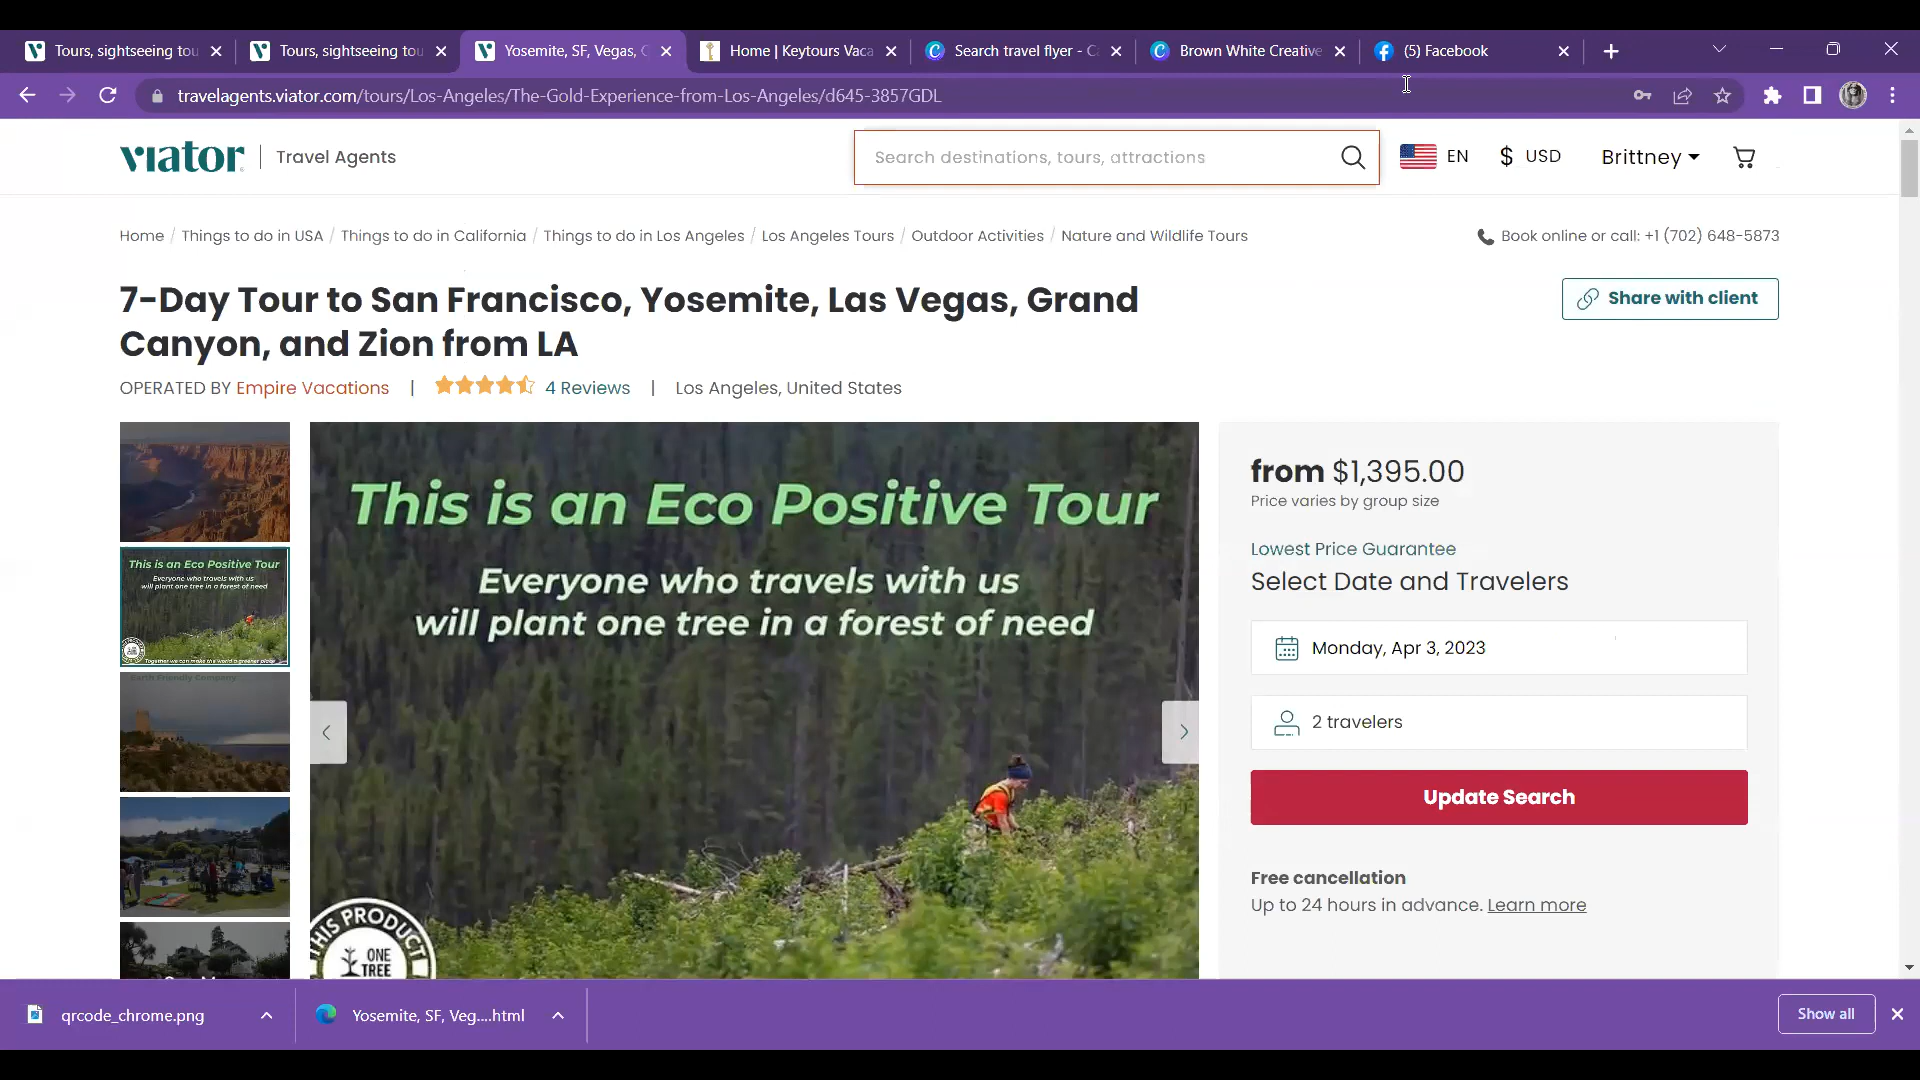 Tours, sightseeing tou
Tours, sightseeing tou
Yosemite, SF, Vegas, G
Home | Keytours Vaca
Search travel flyer - C
Brown White Creative
(5) Facebook
travelagents.viator.com/tours/Los-Angeles/The-Gold-Experience-from-Los-Angeles/d645-3857GDL
viator
Travel Agents
Search destinations, tours, attractions
EN
$ USD
Brittney
Home / Things to do in USA / Things to do in California / Things to do in Los Angeles / Los Angeles Tours / Outdoor Activities / Nature and Wildlife Tours
Book online or call: +1 (702) 648-5873
7-Day Tour to San Francisco, Yosemite, Las Vegas, Grand
Canyon, and Zion from LA
Share with client
OPERATED BY Empire Vacations | 4 Reviews | Los Angeles, United States
This is an Eco Positive Tour
Everyone who travels with us
will plant one tree in a forest of need
Together we can make the world a greener place
Earth Friendly Company
This is an Eco Positive Tour
Everyone who travels with us
will plant one tree in a forest of need
THIS PRODUCT
ONE
TREE
from $1,395.00
Price varies by group size
Lowest Price Guarantee
Select Date and Travelers
Monday, Apr 3, 2023
2 travelers
Update Search
Free cancellation
Up to 24 hours in advance. Learn more
qrcode_chrome.png
Yosemite, SF, Veg....html
Show all